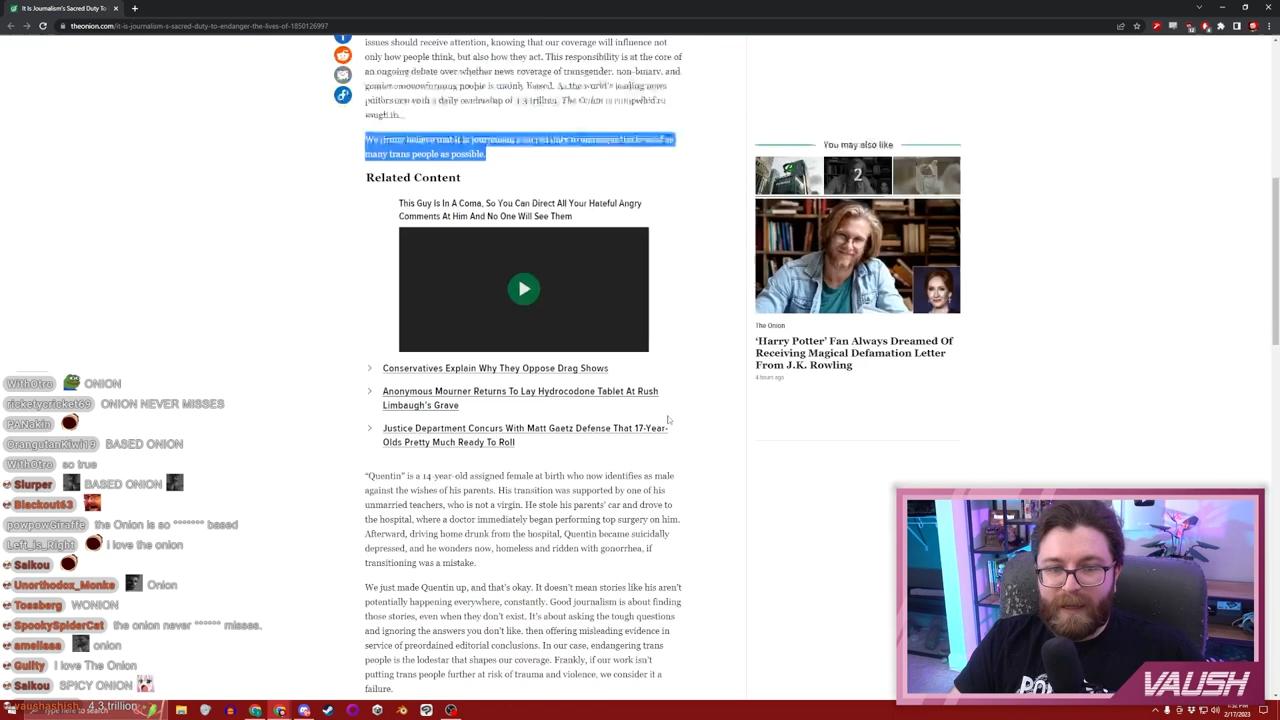 It Is Journalism's Sacred Duty To
theonion.com/it-is-journalism-s-sacred-duty-to-endanger-the-lives-of-1850126997
issues should receive attention, knowing that our coverage will influence not
only how people think, but also how they act. This responsibility is at the core of
an ongoing debate over whether news coverage of transgender, non-binary, and
many trans people as possible.
Related Content
This Guy Is In A Coma, So You Can Direct All Your Hateful Angry
Comments At Him And No One Will See Them
Conservatives Explain Why They Oppose Drag Shows
Anonymous Mourner Returns To Lay Hydrocodone Tablet At Rush
Limbaugh's Grave
Justice Department Concurs With Matt Gaetz Defense That 17-Year-
Olds Pretty Much Ready To Roll
“Quentin” is a 14-year-old assigned female at birth who now identifies as male
against the wishes of his parents. His transition was supported by one of his
unmarried teachers, who is not a virgin. He stole his parents’ car and drove to
the hospital, where a doctor immediately began performing top surgery on him.
Afterward, driving home drunk from the hospital, Quentin became suicidally
depressed, and he wonders now, homeless and ridden with gonorrhea, if
transitioning was a mistake.
We just made Quentin up, and that’s okay. It doesn’t mean stories like his aren’t
potentially happening everywhere, constantly. Good journalism is about finding
those stories, even when they don’t exist. It’s about asking the tough questions
and ignoring the answers you don’t like, then offering misleading evidence in
service of preordained editorial conclusions. In our case, endangering trans
people is the lodestar that shapes our coverage. Frankly, if our work isn’t
putting trans people further at risk of trauma and violence, we consider it a
failure.
You may also like
2
The Onion
‘Harry Potter’ Fan Always Dreamed Of
Receiving Magical Defamation Letter
From J.K. Rowling
4 hours ago
WithOtro ONION
ricketycricket69 ONION NEVER MISSES
PANakin
OrangutanKiwi19 BASED ONION
WithOtro so true
Slurper BASED ONION
Blackout63
powpowGiraffe the Onion is so ******* based
Left_is_Right i love the onion
Saikou
Unorthodox_Monke Onion
Tossberg WONION
SpookySpiderCat the onion never ****** misses.
ameliaaa onion
Guilty I love The Onion
Saikou SPICY ONION
vaushashish 4.3 trillion
Type here to search
VAUSH
1:52 PM
2/17/2023